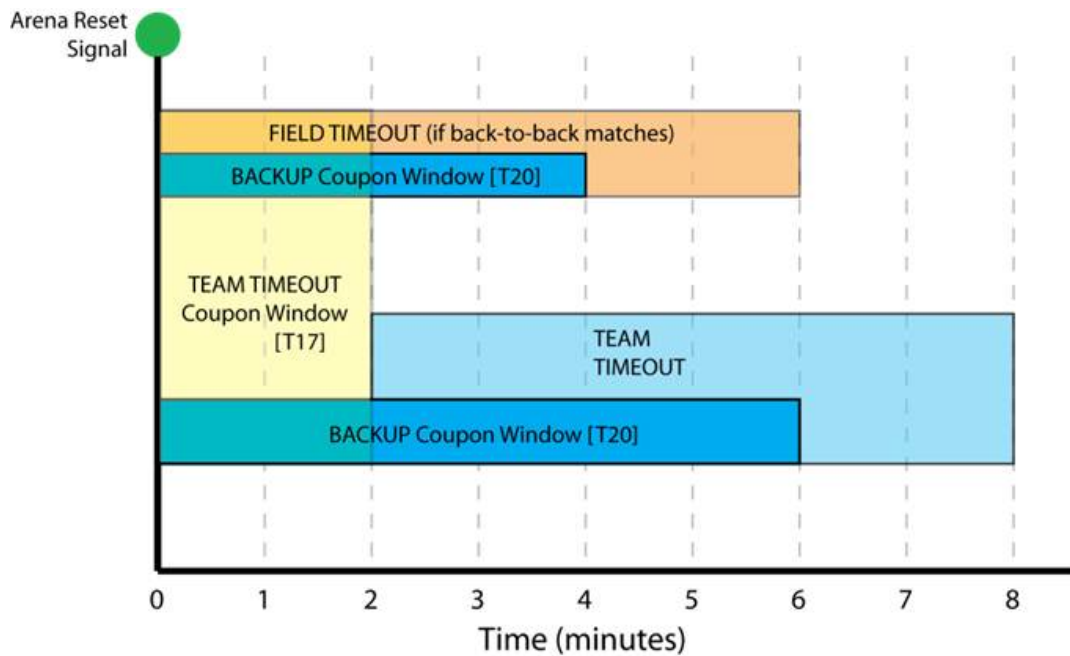 Arena Reset
Signal
FIELD TIMEOUT (if back-to-back matches)
BACKUP Coupon Window [T20]
TEAM TIMEOUT
Coupon Window
[T17]
TEAM
TIMEOUT
BACKUP Coupon Window [T20]
0 1 2 3 4 5 6 7 8
Time (minutes)